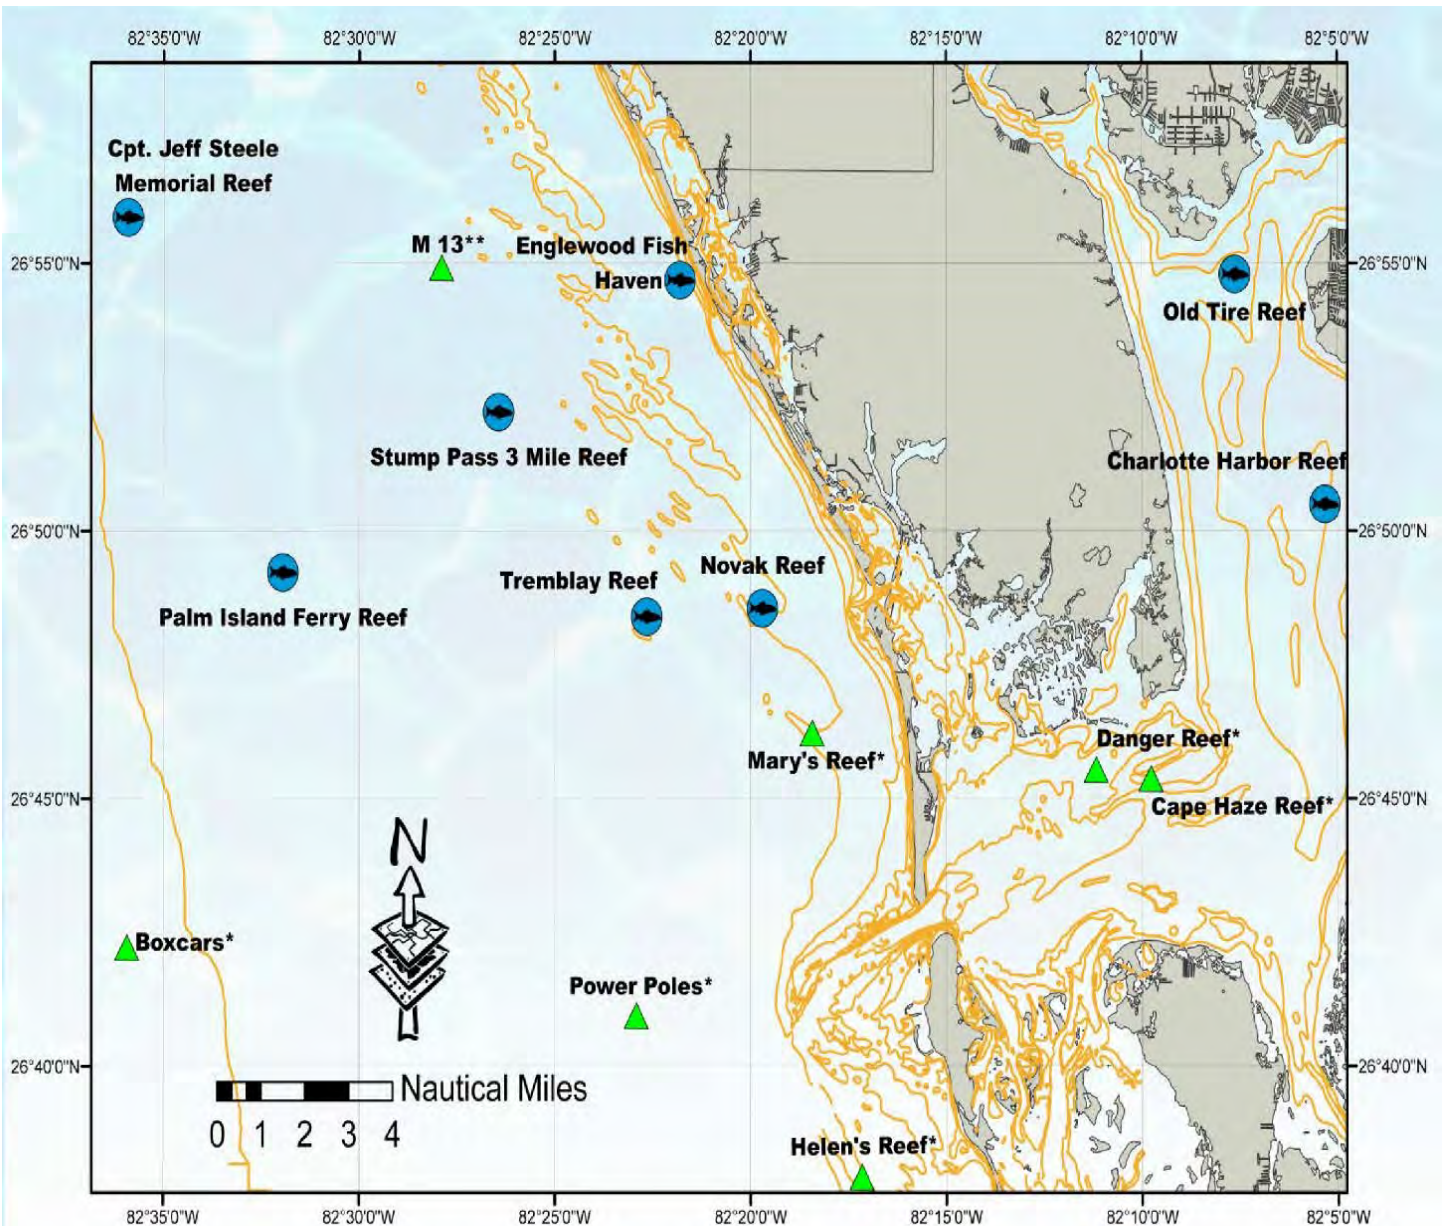 82°35'0"W 82°30'0"W 82°25'0"W 82°20'0"W 82°15'0"W 82°10'0"W 82°5'0"W
Cpt. Jeff Steele
Memorial Reef
M 13**
Englewood Fish
Haven
26°55'0"N
26°55'0"N
Old Tire Reef
Stump Pass 3 Mile Reef
Charlotte Harbor Reef
26°50'0"N
26°50'0"N
Novak Reef
Tremblay Reef
Palm Island Ferry Reef
Danger Reef*
Mary's Reef*
26°45'0"N
26°45'0"N
Cape Haze Reef*
N
Boxcars*
Power Poles*
26°40'0"N
26°40'0"N
Nautical Miles
0 1 2 3 4
Helen's Reef*
82°35'0"W 82°30'0"W 82°25'0"W 82°20'0"W 82°15'0"W 82°10'0"W 82°5'0"W